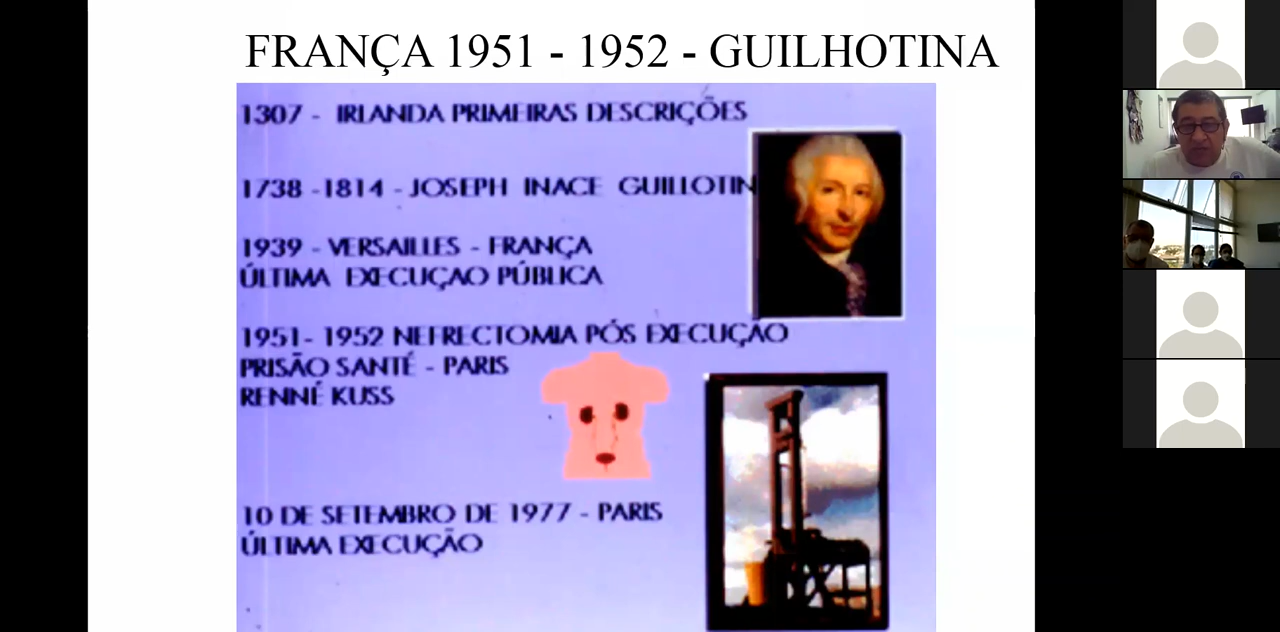 FRANÇA 1951 - 1952 - GUILHOTINA
1307 - IRLANDA PRIMEIRAS DESCRIÇÕES
1738 -1814 - JOSEPH INACE GUILLOTIN
1939 - VERSAILLES - FRANÇA
ÚLTIMA EXECUÇAO PÚBLICA
1951- 1952 NEFRECTOMIA PÓS EXECUÇÃO
PRISÃO SANTÉ - PARIS
RENNÉ KUSS
10 DE SETEMBRO DE 1977 - PARIS
ÚLTIMA EXECUÇÃO